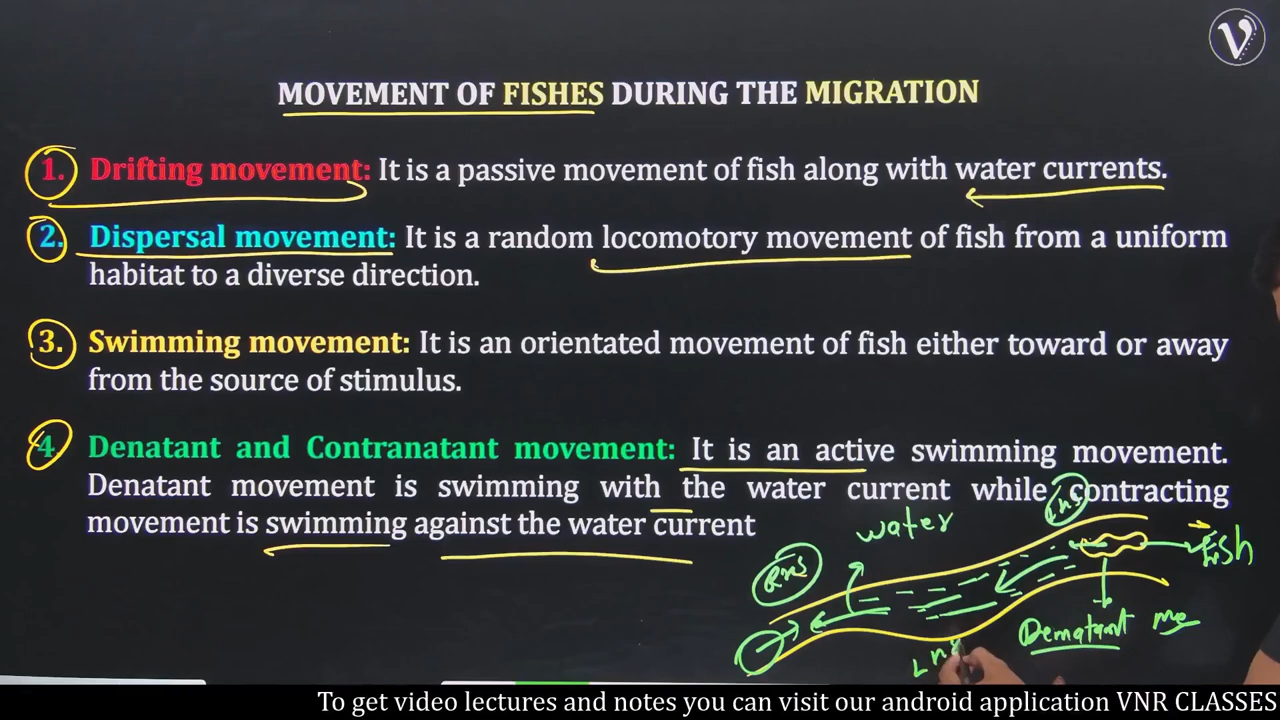 V
MOVEMENT OF FISHES DURING THE MIGRATION
1. Drifting movement: It is a passive movement of fish along with water currents.
2. Dispersal movement: It is a random locomotory movement of fish from a uniform
habitat to a diverse direction.
3. Swimming movement: It is an orientated movement of fish either toward or away
from the source of stimulus.
4. Denatant and Contranatant movement: It is an active swimming movement.
Denatant movement is swimming with the water current while contracting
movement is swimming against the water current
water
fish
Dematant me
To get video lectures and notes you can visit our android application VNR CLASSES